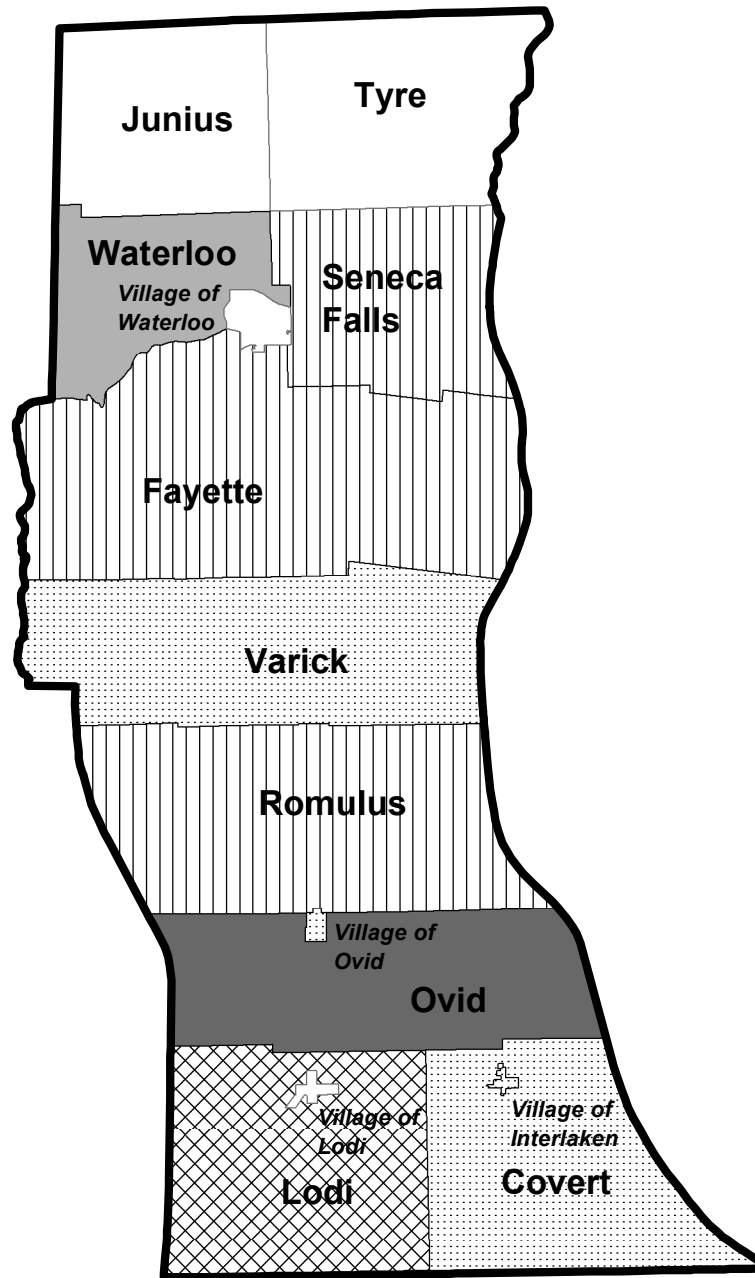 Tyre
Junius
Waterloo
Village of
Waterloo
Seneca
Falls
Fayette
Varick
Romulus
Village of
Ovid
Ovid
Village of
Lodi
Village of
Interlaken
Lodi
Covert